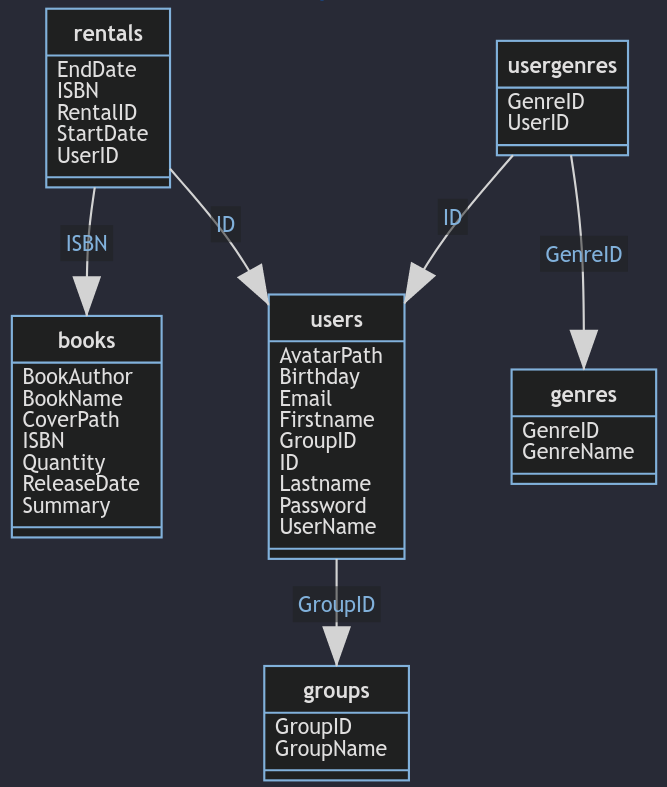 rentals
EndDate
ISBN
RentalID
StartDate
UserID
usergenres
GenreID
UserID
ISBN
ID
ID
GenreID
books
BookAuthor
BookName
CoverPath
ISBN
Quantity
ReleaseDate
Summary
users
AvatarPath
Birthday
Email
Firstname
GroupID
ID
Lastname
Password
UserName
genres
GenreID
GenreName
GroupID
groups
GroupID
GroupName